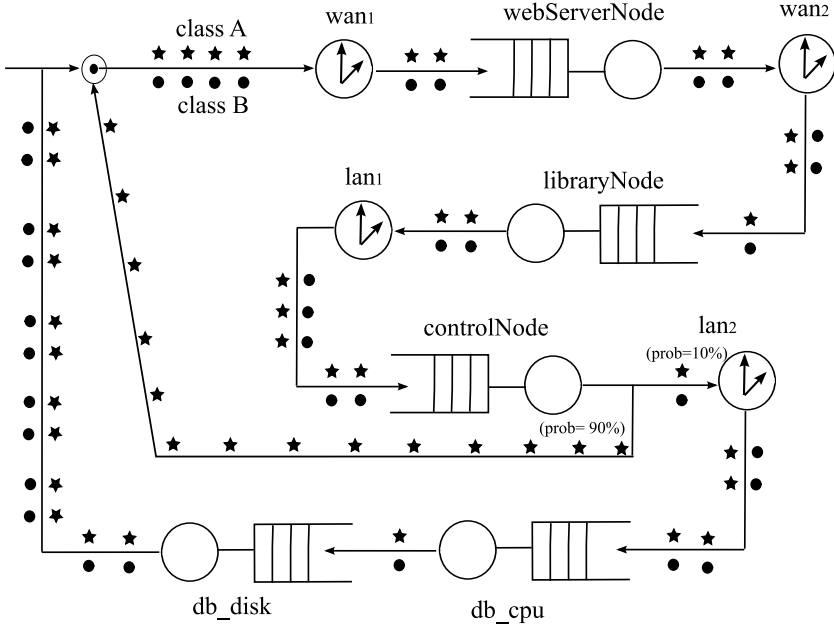 class A
class B
wan1
webServerNode
wan2
lan1
libraryNode
controlNode
lan2
(prob=10%)
(prob= 90%)
db_disk
db_cpu